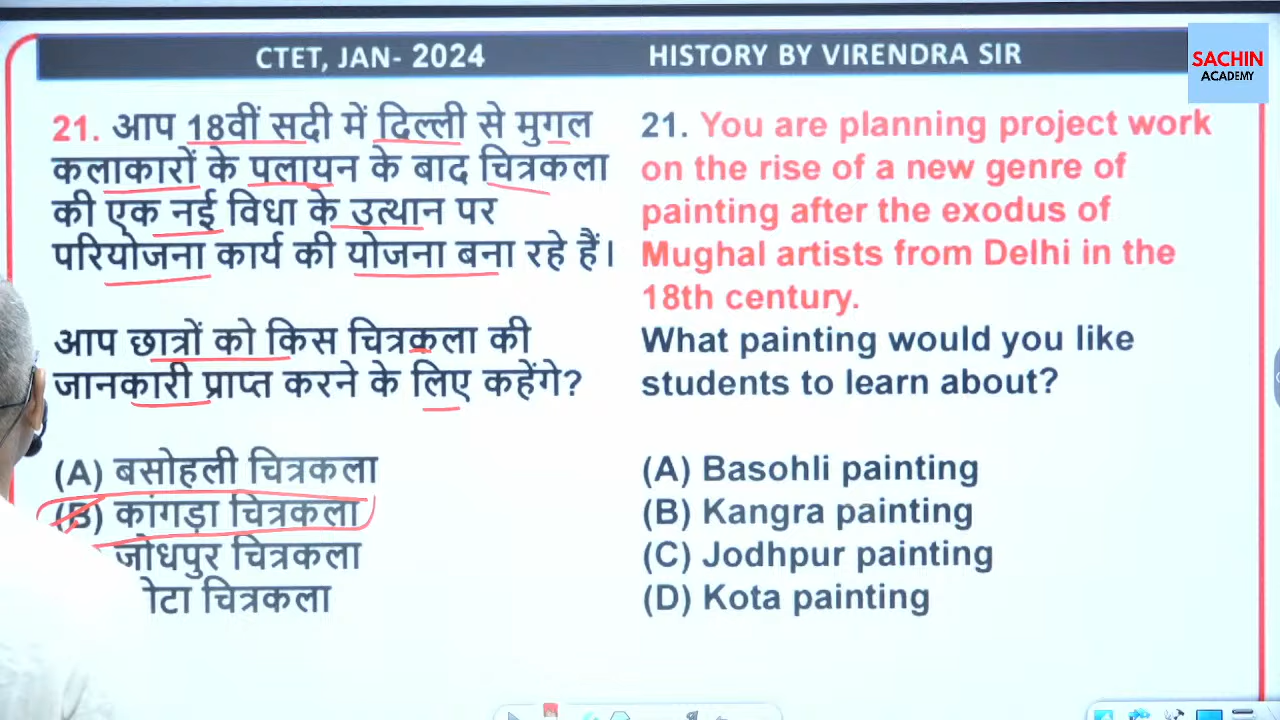 CTET, JAN- 2024
HISTORY BY VIRENDRA SIR
SACHIN
ACADEMY
21. आप 18वीं सदी में दिल्ली से मुगल
कलाकारों के पलायन के बाद चित्रकला
की एक नई विधा के उत्थान पर
परियोजना कार्य की योजना बना रहे हैं।
आप छात्रों को किस चित्रकला की
जानकारी प्राप्त करने के लिए कहेंगे?
(A) बसोहली चित्रकला
(B) कांगड़ा चित्रकला
जोधपुर चित्रकला
चित्रकला
21. You are planning project work
on the rise of a new genre of
painting after the exodus of
Mughal artists from Delhi in the
18th century.
What painting would you like
students to learn about?
(A) Basohli painting
(B) Kangra painting
(C) Jodhpur painting
(D) Kota painting